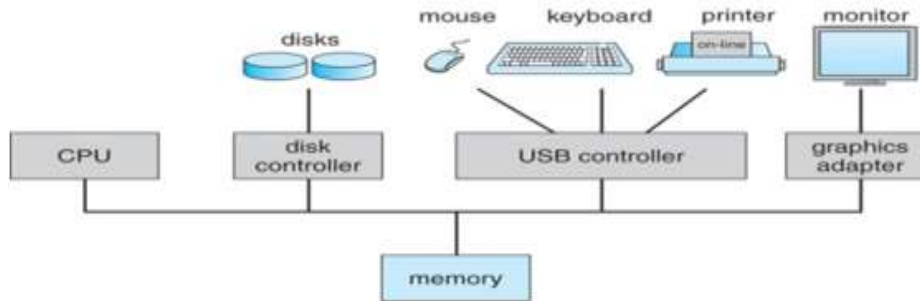 mouse keyboard printer monitor
disks
on-line
CPU
disk
controller
USB controller
graphics
adapter
memory